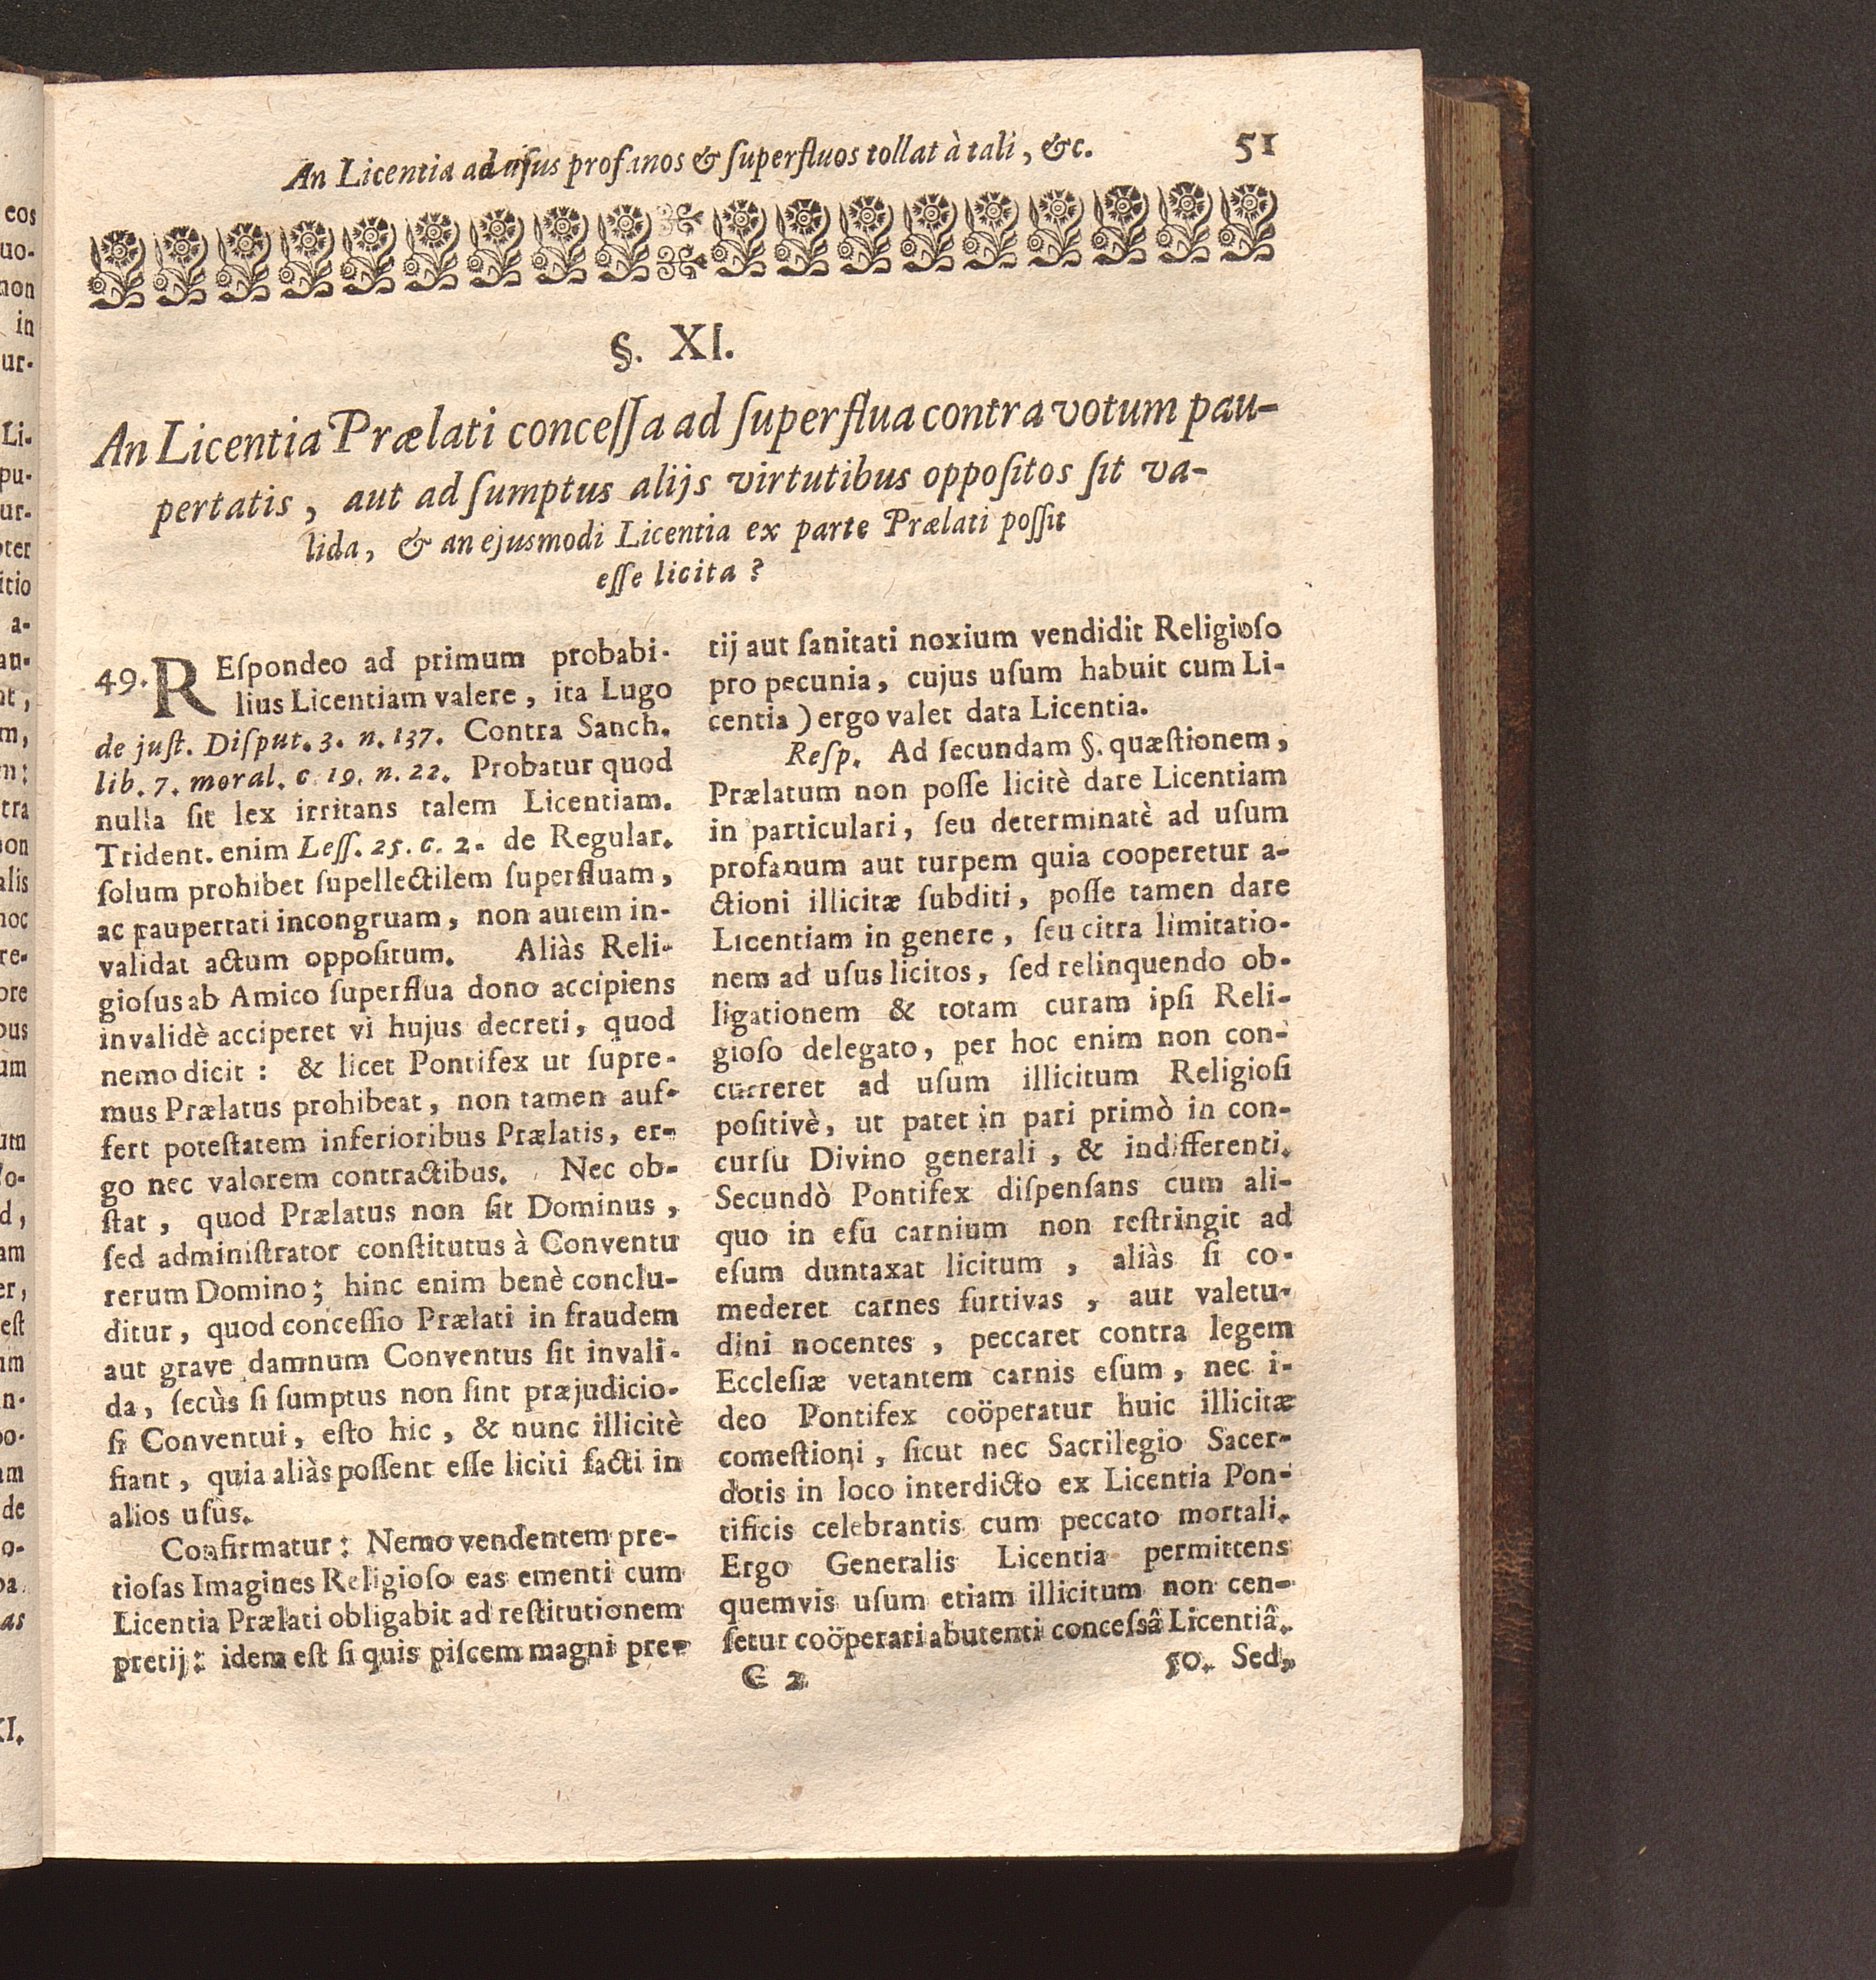 An Licentia ad uſus profanos & ſuperfluos tollat à tali, &c. 51
§. XI.
An Licentia Prælati conceſſa ad ſuperflua contra votum pau-
pertatis, aut ad ſumptus alijs virtutibus oppoſitos ſit va-
lida, & an ejusmodi Licentia ex parte Prælati poſſit
eſſe licita?
49. REſpondeo ad primum probabi-
lius Licentiam valere, ita Lugo
de juſt. Diſput. 3. n. 137. Contra Sanch.
lib. 7. moral. c 19. n. 22. Probatur quod
nulla ſit lex irritans talem Licentiam.
Trident. enim Leſſ. 25. c. 2. de Regular.
ſolum prohibet ſupellectilem ſuperfluam,
ac paupertati incongruam, non autem in-
validat actum oppoſitum. Aliàs Reli-
gioſus ab Amico ſuperflua dono accipiens
invalidè acciperet vi hujus decreti, quod
nemo dicit: & licet Pontifex ut ſupre-
mus Prælatus prohibeat, non tamen auf-
fert poteſtatem inferioribus Prælatis, er-
go nec valorem contractibus. Nec ob-
ſtat, quod Prælatus non ſit Dominus,
ſed adminiſtrator conſtitutus à Conventu
rerum Domino; hinc enim benè conclu-
ditur, quod conceſſio Prælati in fraudem
aut grave damnum Conventus ſit invali-
da, ſecùs ſi ſumptus non ſint præjudicio-
ſi Conventui, eſto hic, & nunc illicitè
fiant, quia aliàs poſſent eſſe liciti facti in
alios uſùs.
Confirmatur: Nemo vendentem pre-
tioſas Imagines Religioſo eas ementi cum
Licentia Prælati obligabit ad reſtitutionem
pretij: idem eſt ſi quis piſcem magni pre-
tij aut ſanitati noxium vendidit Religioſo
pro pecunia, cujus uſum habuit cum Li-
centia) ergo valet data Licentia.
Reſp. Ad ſecundam §. quæſtionem,
Prælatum non poſſe licitè dare Licentiam
in particulari, ſeu determinatè ad uſum
profanum aut turpem quia cooperetur a-
ctioni illicitæ ſubditi, poſſe tamen dare
Licentiam in genere, ſeu citra limitatio-
nem ad uſus licitos, ſed relinquendo ob-
ligationem & totam curam ipſi Reli-
gioſo delegato, per hoc enim non con-
curreret ad uſum illicitum Religioſi
poſitivè, ut patet in pari primò in con-
curſu Divino generali, & indifferenti.
Secundò Pontifex diſpenſans cum ali-
quo in eſu carnium non reſtringit ad
eſum duntaxat licitum, aliàs ſi co-
mederet carnes furtivas, aut valetu-
dini nocentes, peccaret contra legem
Eccleſiæ vetantem carnis eſum, nec i-
deo Pontifex coöperatur huic illicitæ
comeſtioni, ſicut nec Sacrilegio Sacer-
dotis in loco interdicto ex Licentia Pon-
tificis celebrantis cum peccato mortali.
Ergo Generalis Licentia permittens
quemvis uſum etiam illicitum non cen-
ſetur coöperari abutenti conceſsâ Licentiâ.
G 2 50. Sed,